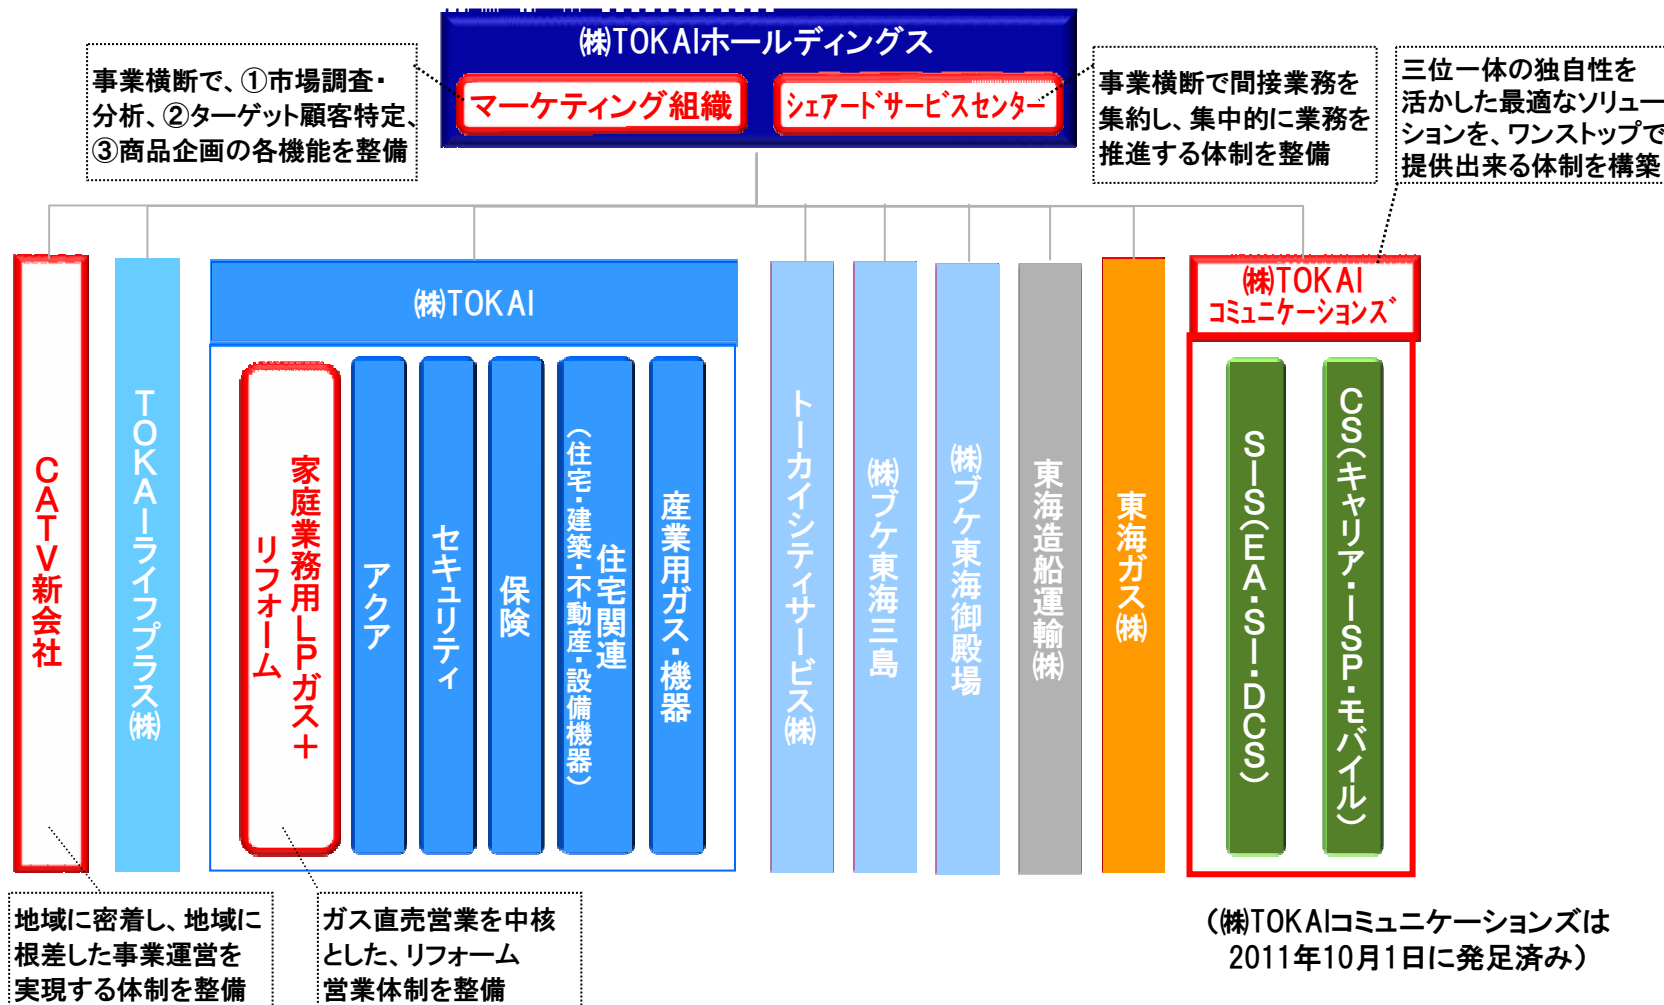 ㈱TOKAIホールディングス
マーケティング組織
シェアードサービスセンター
事業横断で、①市場調査・
分析、②ターゲット顧客特定、
③商品企画の各機能を整備
事業横断で間接業務を
集約し、集中的に業務を
推進する体制を整備
三位一体の独自性を
活かした最適なソリュー
ションを、ワンストップで
提供出来る体制を構築
CATV新会社
TOKAIライフプラス㈱
㈱TOKAI
家庭業務用LPガス+
リフォーム
アクア
セキュリティ
保険
住宅関連
(住宅・建築・不動産・設備機器)
産業用ガス・機器
トーカイシティサービス㈱
㈱ブケ東海三島
㈱ブケ東海御殿場
東海造船運輸㈱
東海ガス㈱
㈱TOKAI
コミュニケーションズ
SIS(EA・SI・DCS)
CS(キャリア・ISP・モバイル)
地域に密着し、地域に
根差した事業運営を
実現する体制を整備
ガス直売営業を中核
とした、リフォーム
営業体制を整備
(㈱TOKAIコミュニケーションズは
2011年10月1日に発足済み)